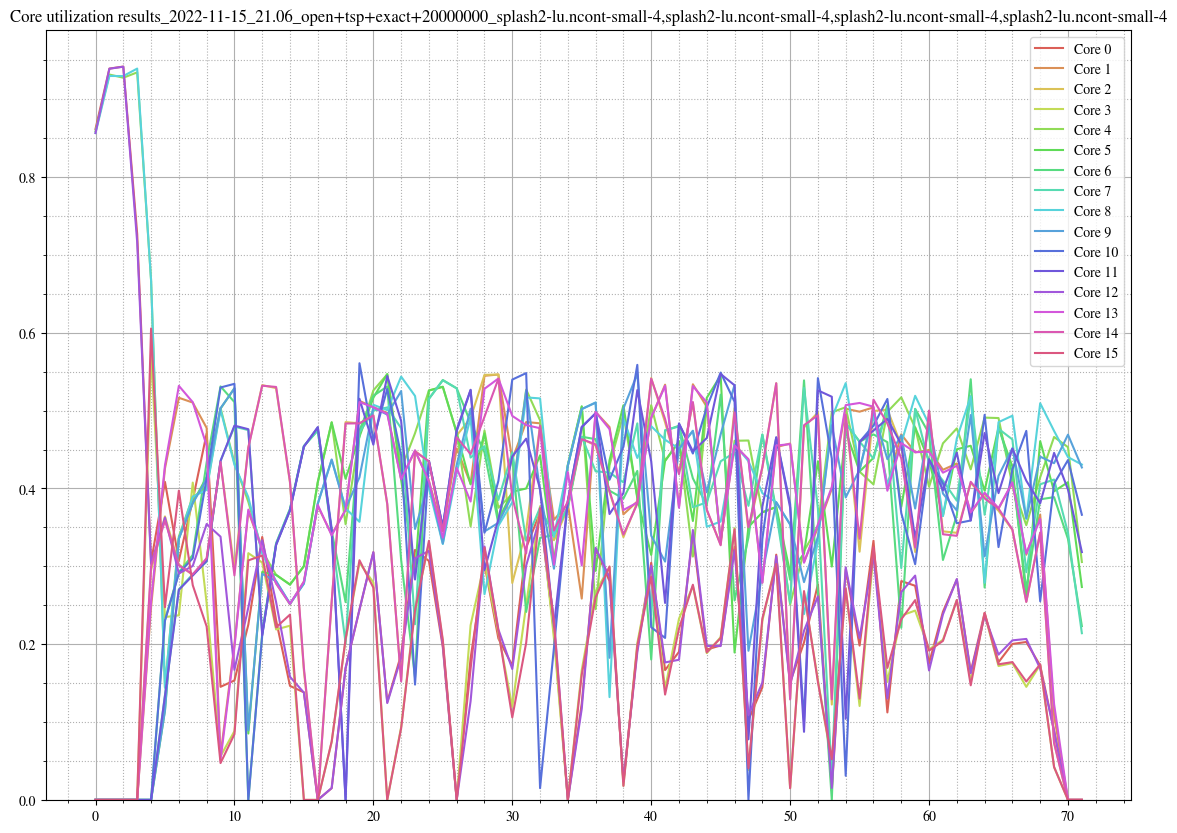 Core utilization results_2022-11-15_21.06_open+tsp+exact+20000000_splash2-lu.ncont-small-4,splash2-lu.ncont-small-4,splash2-lu.ncont-small-4,splash2-lu.ncont-small-4
Core 0
Core 1
Core 2
Core 3
Core 4
Core 5
Core 6
Core 7
Core 8
Core 9
Core 10
Core 11
Core 12
Core 13
Core 14
Core 15
0.8
0.6
0.4
0.2
0.0
0 10 20 30 40 50 60 70